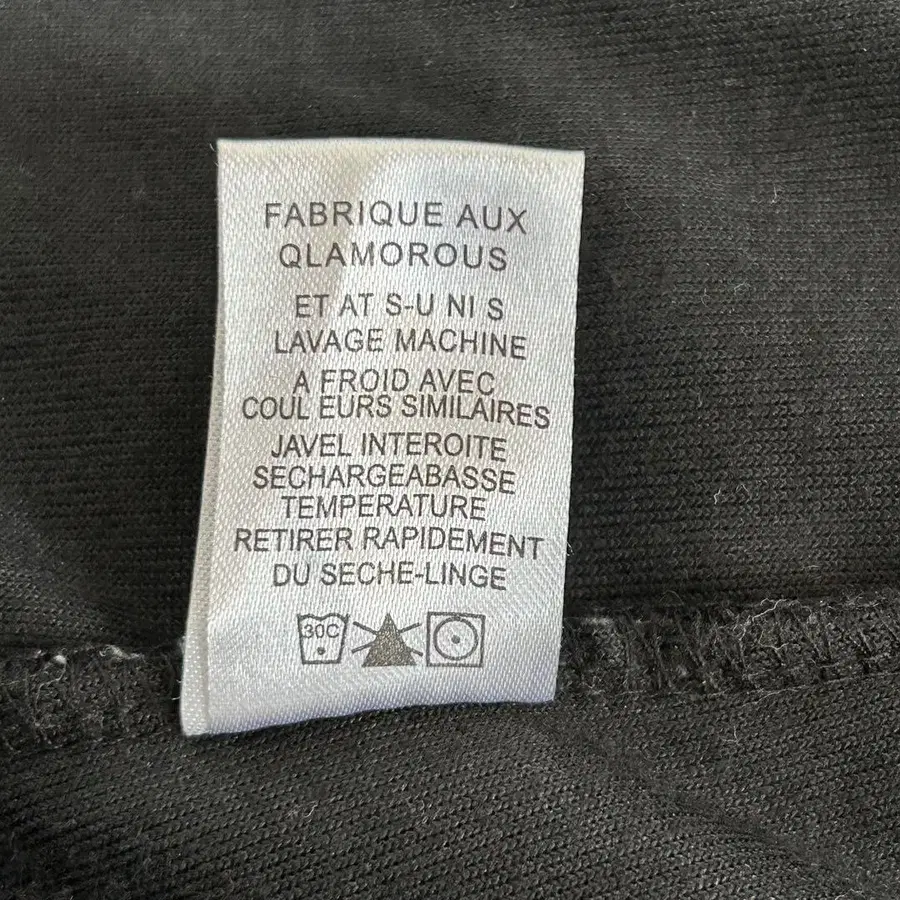 FABRIQUE AUX
QLAMOROUS
ET AT S-U NI S
LAVAGE MACHINE
A FROID AVEC
COUL EURS SIMILAIRES
JAVEL INTEROITE
SECHARGEABASSE
TEMPERATURE
RETIRER RAPIDEMENT
DU SECHE-LINGE
30C